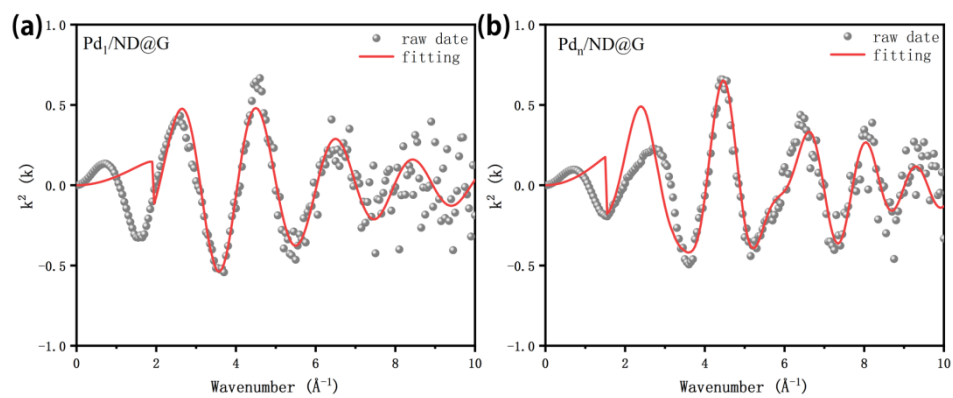 (a)
Pd1/ND@G
raw date
fitting
k² (k)
1.0
0.5
0.0
-0.5
-1.0
0 2 4 6 8 10
Wavenumber (Å⁻¹)
(b)
Pdn/ND@G
raw date
fitting
k² (k)
1.0
0.5
0.0
-0.5
-1.0
0 2 4 6 8 10
Wavenumber (Å⁻¹)